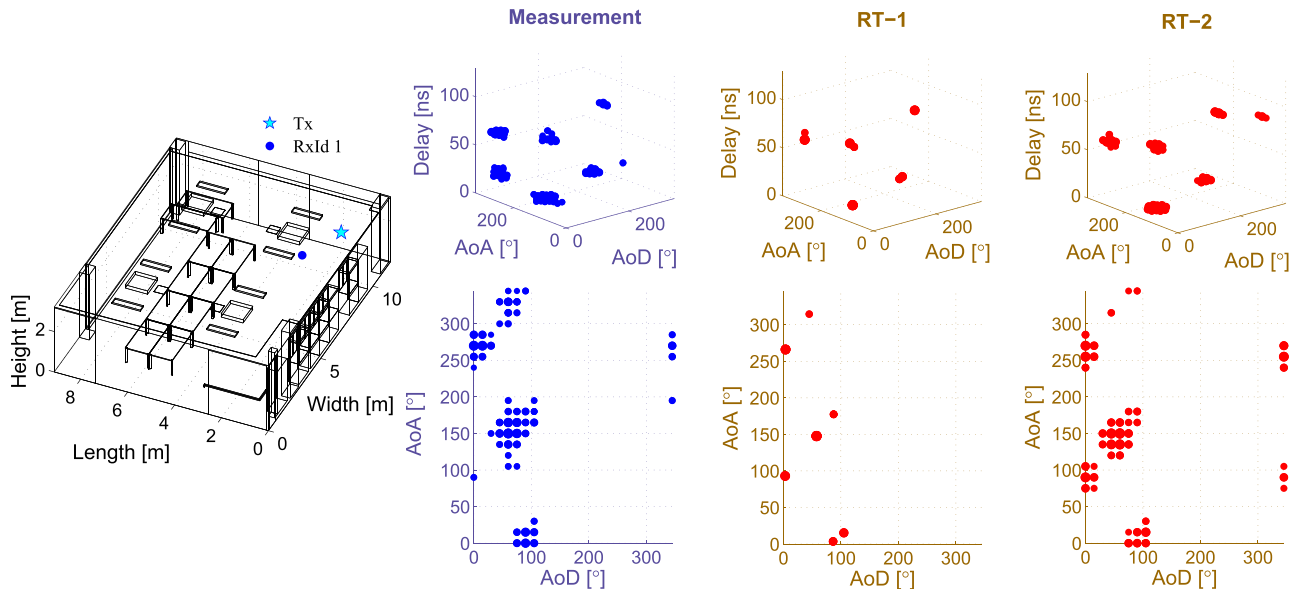 Measurement
RT−1
RT−2
Tx
RxId 1
Height [m]
2
0
8
6
4
2
0
Length [m]
0
5
10
Width [m]
Delay [ns]
100
50
0
200
0
AoA [°]
0
200
AoD [°]
Delay [ns]
100
50
0
200
0
AoA [°]
0
200
AoD [°]
Delay [ns]
100
50
0
200
0
AoA [°]
0
200
AoD [°]
AoA [°]
300
250
200
150
100
50
0
0
100
200
300
AoD [°]
AoA [°]
300
250
200
150
100
50
0
0
100
200
300
AoD [°]
AoA [°]
300
250
200
150
100
50
0
0
100
200
300
AoD [°]